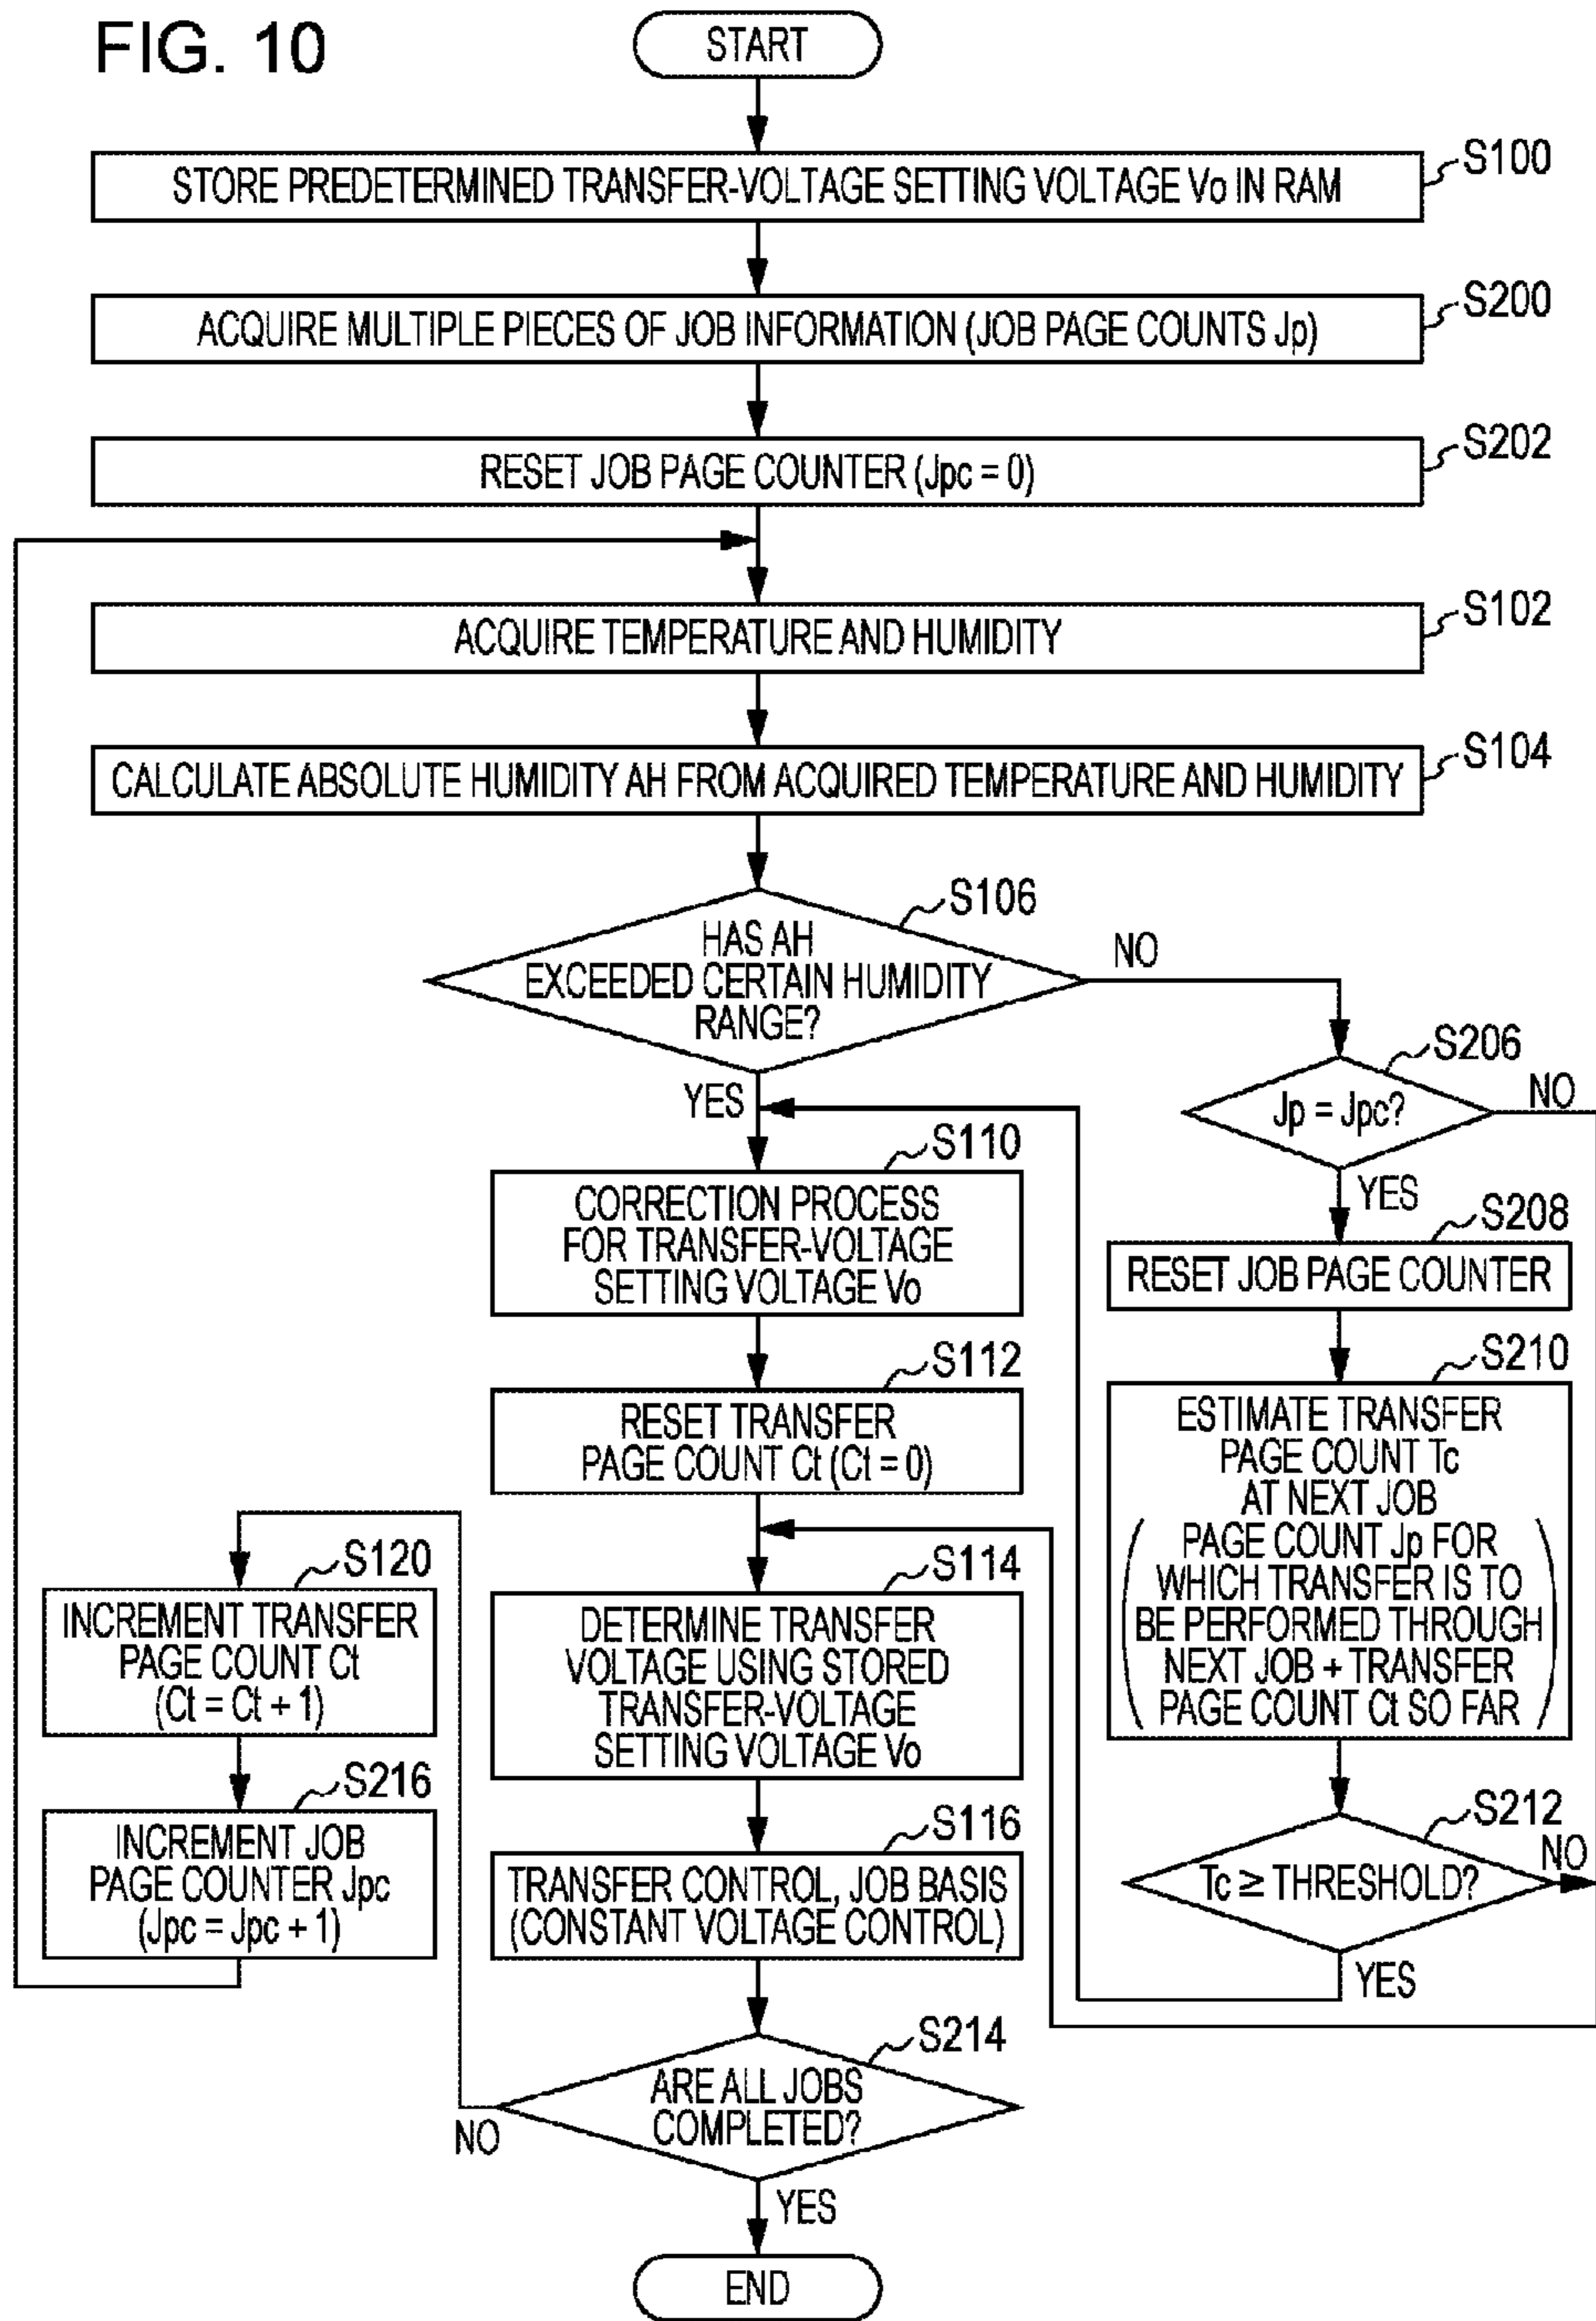 FIG. 10
START
S100
STORE PREDETERMINED TRANSFER-VOLTAGE SETTING VOLTAGE Vo IN RAM
S200
ACQUIRE MULTIPLE PIECES OF JOB INFORMATION (JOB PAGE COUNTS Jp)
S202
RESET JOB PAGE COUNTER (Jpc = 0)
S102
ACQUIRE TEMPERATURE AND HUMIDITY
S104
CALCULATE ABSOLUTE HUMIDITY AH FROM ACQUIRED TEMPERATURE AND HUMIDITY
S106
HAS AH
EXCEEDED CERTAIN HUMIDITY
RANGE?
NO
YES
S206
Jp = Jpc?
NO
YES
S208
RESET JOB PAGE COUNTER
S210
ESTIMATE TRANSFER
PAGE COUNT Tc
AT NEXT JOB
( PAGE COUNT Jp FOR
WHICH TRANSFER IS TO
BE PERFORMED THROUGH
NEXT JOB + TRANSFER
PAGE COUNT Ct SO FAR )
S212
Tc ≥ THRESHOLD?
NO
YES
S110
CORRECTION PROCESS
FOR TRANSFER-VOLTAGE
SETTING VOLTAGE Vo
S112
RESET TRANSFER
PAGE COUNT Ct (Ct = 0)
S114
DETERMINE TRANSFER
VOLTAGE USING STORED
TRANSFER-VOLTAGE
SETTING VOLTAGE Vo
S116
TRANSFER CONTROL, JOB BASIS
(CONSTANT VOLTAGE CONTROL)
S214
ARE ALL JOBS
COMPLETED?
NO
YES
S120
INCREMENT TRANSFER
PAGE COUNT Ct
(Ct = Ct + 1)
S216
INCREMENT JOB
PAGE COUNTER Jpc
(Jpc = Jpc + 1)
END